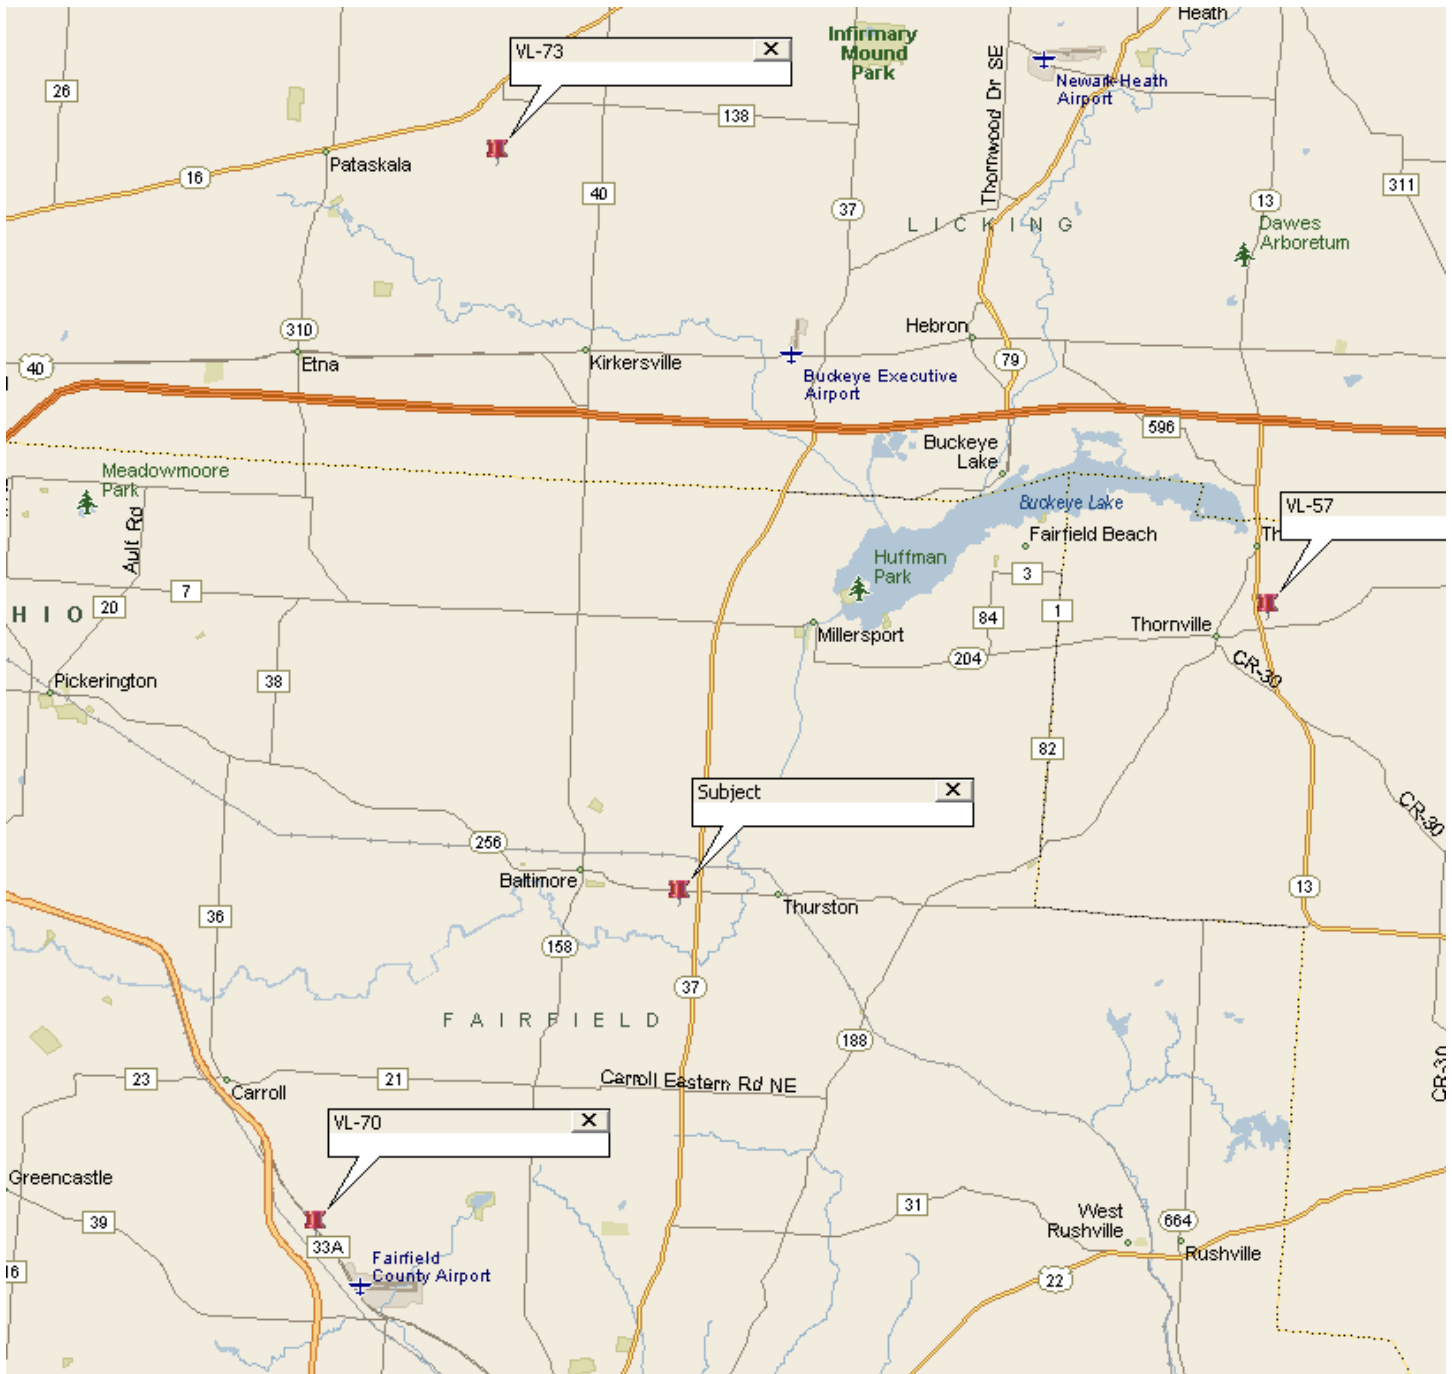 Heath
Infirmary
Mound
Park
VL-73
Thornwood Dr SE
Newark-Heath
Airport
26
138
Pataskala
16
40
37
13
311
L I C K I N G
Dawes
Arboretum
310
Hebron
40
Etna
Kirkersville
79
Buckeye Executive
Airport
596
Buckeye
Lake
Meadowmoore
Park
Ault Rd
Buckeye Lake
VL-57
Th
Fairfield Beach
Huffman
Park
3
7
20
H I O
84
1
Millersport
Thornville
204
CR-30
Pickerington
38
82
Subject
CR-30
256
Baltimore
13
Thurston
36
158
37
F A I R F I E L D
188
CR-30
23
21
Carroll Eastern Rd NE
Carroll
VL-70
Greencastle
31
West
Rushville
39
664
33A
Rushville
Fairfield
County Airport
16
22